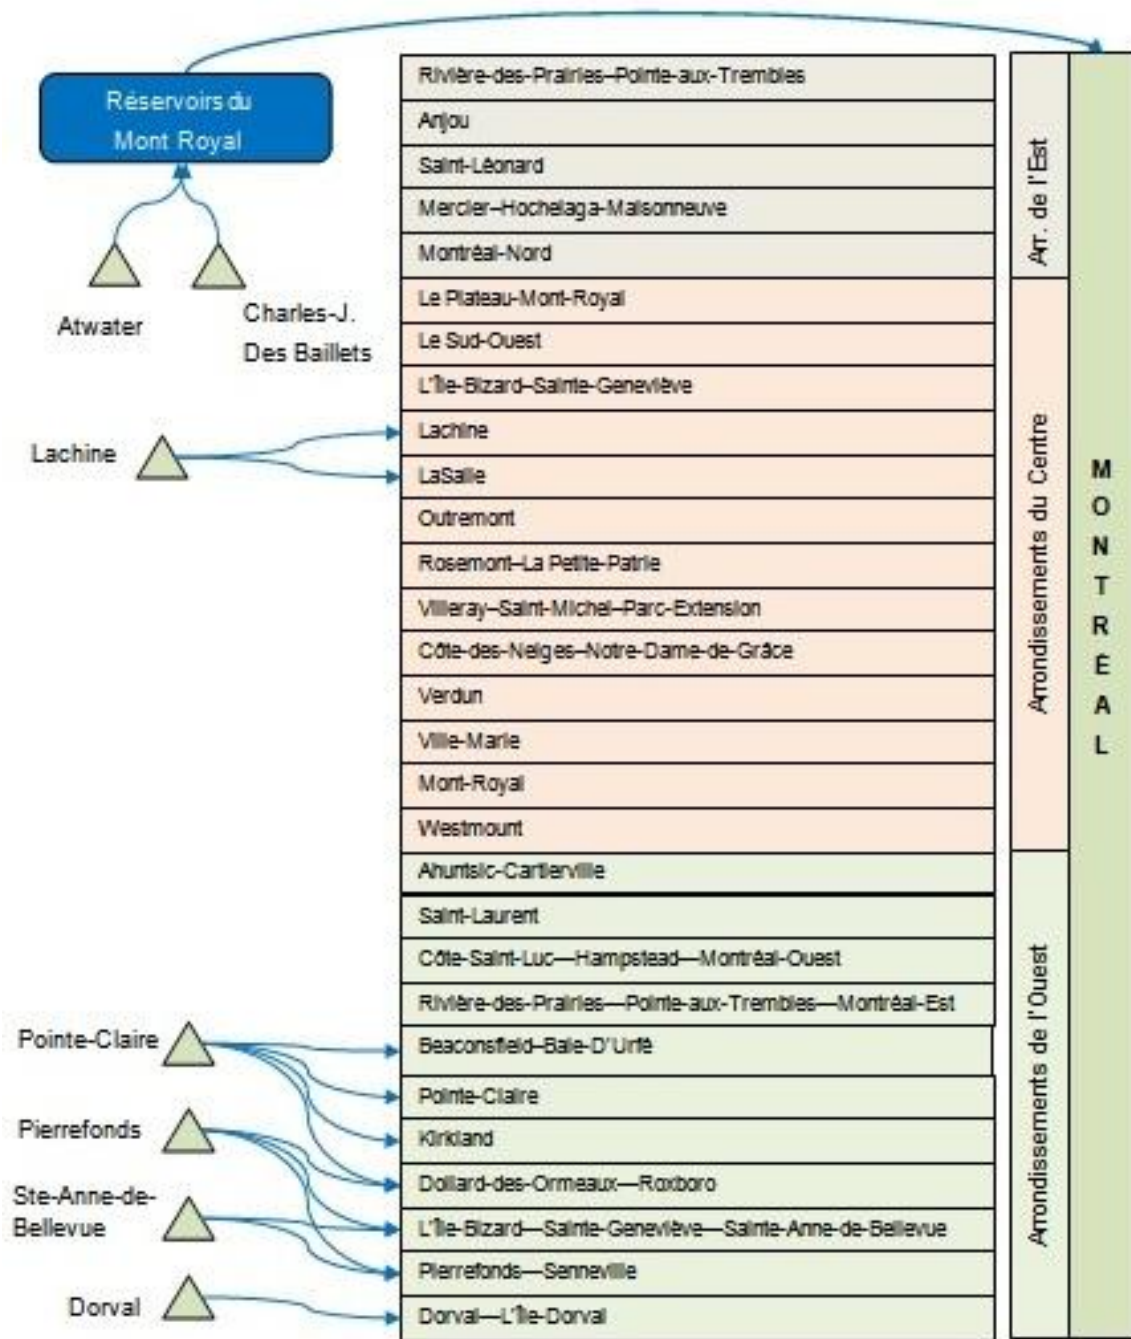 Réservoirs du
Mont Royal
Atwater
Charles-J.
Des Baillets
Lachine
Pointe-Claire
Pierrefonds
Ste-Anne-de-
Bellevue
Dorval
Rivière-des-Prairies–Pointe-aux-Trembles
Anjou
Saint-Léonard
Mercier–Hochelaga-Maisonneuve
Montréal-Nord
Le Plateau-Mont-Royal
Le Sud-Ouest
L'Île-Bizard–Sainte-Geneviève
Lachine
LaSalle
Outremont
Rosemont–La Petite-Patrie
Villeray–Saint-Michel–Parc-Extension
Côte-des-Neiges–Notre-Dame-de-Grâce
Verdun
Ville-Marie
Mont-Royal
Westmount
Ahuntsic-Cartierville
Saint-Laurent
Côte-Saint-Luc—Hampstead—Montréal-Ouest
Rivière-des-Prairies—Pointe-aux-Trembles—Montréal-Est
Beaconsfield–Baie-D'Urfé
Pointe-Claire
Kirkland
Dollard-des-Ormeaux—Roxboro
L'Île-Bizard—Sainte-Geneviève—Sainte-Anne-de-Bellevue
Pierrefonds—Senneville
Dorval—L'Île-Dorval
Arr. de l'Est
Arrondissements du Centre
Arrondissements de l'Ouest
MONTRÉAL